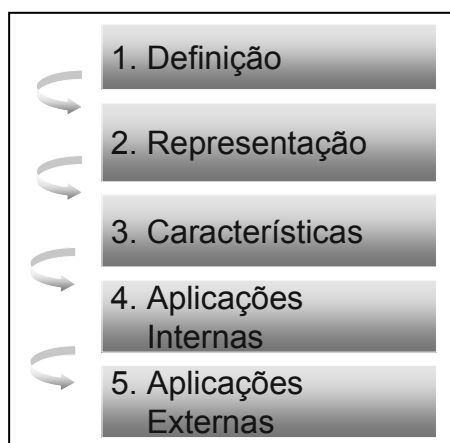 1. Definição
2. Representação
3. Características
4. Aplicações
Internas
5. Aplicações
Externas